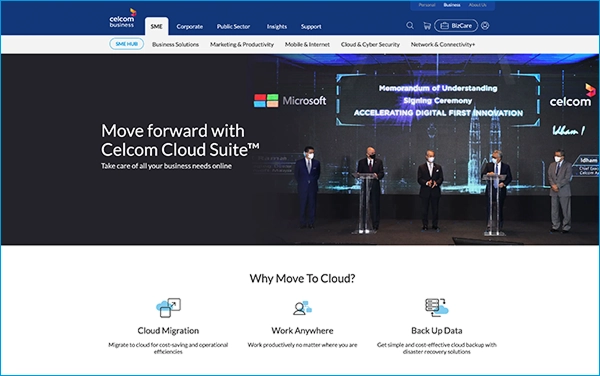 Personal Business About Us
celcom
business
SME Corporate Public Sector Insights Support BizCare
SME HUB Business Solutions Marketing & Productivity Mobile & Internet Cloud & Cyber Security Network & Connectivity+
Memorandum of Understanding
Signing Ceremony
Microsoft
celcom
ACCELERATING DIGITAL FIRST INNOVATION
Move forward with
Celcom Cloud Suite™
Take care of all your business needs online
Idham
Why Move To Cloud?
Cloud Migration
Migrate to cloud for cost-saving and operational
efficiencies
Work Anywhere
Work productively no matter where you are
Back Up Data
Get simple and cost-effective cloud backup with
disaster recovery solutions